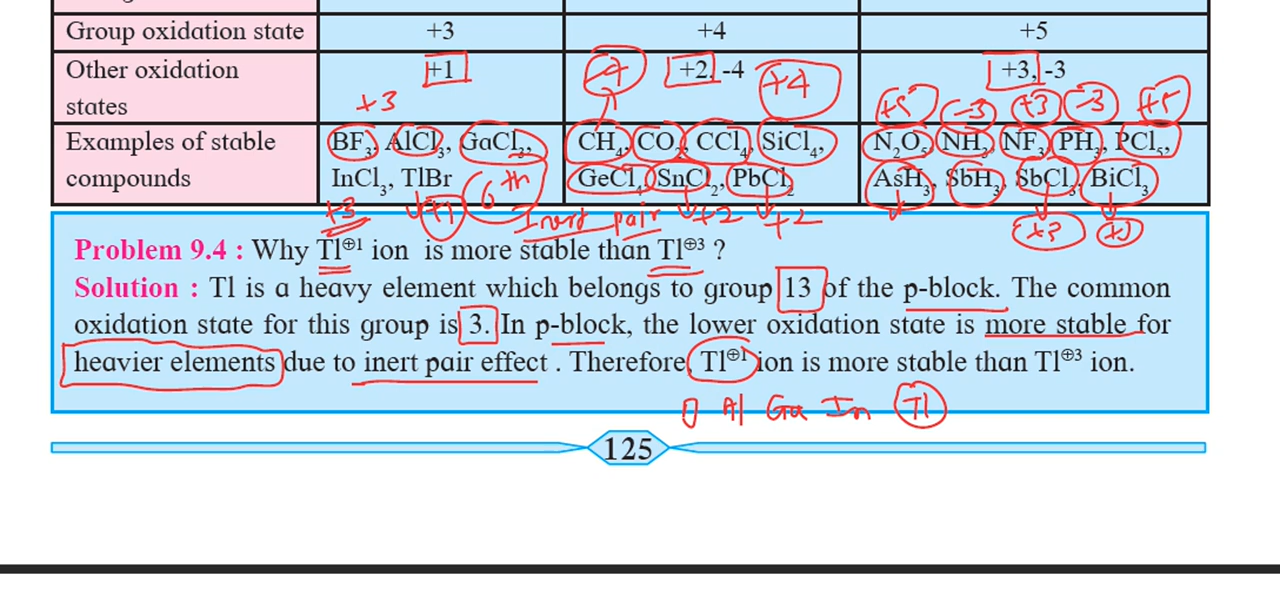 Group oxidation state +3 +4 +5
Other oxidation +1 -4 +2, -4 +4 +3, -3
states +3 +5 -3 +3 -3 +5
Examples of stable BF₃, AlCl₃, GaCl₃, CH₄, CO₂, CCl₄, SiCl₄, N₂O₅, NH₃, NF₃, PH₃, PCl₅,
compounds InCl₃, TlBr 6th GeCl₄, SnCl₂, PbCl₂ AsH₃, SbH₃, SbCl₃, BiCl₃
+3 +1 Inert pair +2 +2 +3 +3
Problem 9.4 : Why Tl⊕1 ion is more stable than Tl⊕3 ?
Solution : Tl is a heavy element which belongs to group 13 of the p-block. The common
oxidation state for this group is 3. In p-block, the lower oxidation state is more stable for
heavier elements due to inert pair effect . Therefore, Tl⊕1 ion is more stable than Tl⊕3 ion.
Al Ga In Tl
125